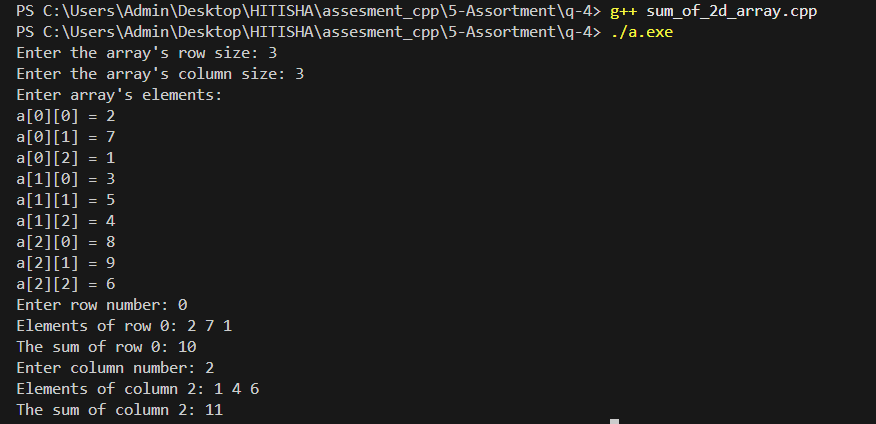 PS C:\Users\Admin\Desktop\HITISHA\assesment_cpp\5-Assortment\q-4> g++ sum_of_2d_array.cpp
PS C:\Users\Admin\Desktop\HITISHA\assesment_cpp\5-Assortment\q-4> ./a.exe
Enter the array's row size: 3
Enter the array's column size: 3
Enter array's elements:
a[0][0] = 2
a[0][1] = 7
a[0][2] = 1
a[1][0] = 3
a[1][1] = 5
a[1][2] = 4
a[2][0] = 8
a[2][1] = 9
a[2][2] = 6
Enter row number: 0
Elements of row 0: 2 7 1
The sum of row 0: 10
Enter column number: 2
Elements of column 2: 1 4 6
The sum of column 2: 11